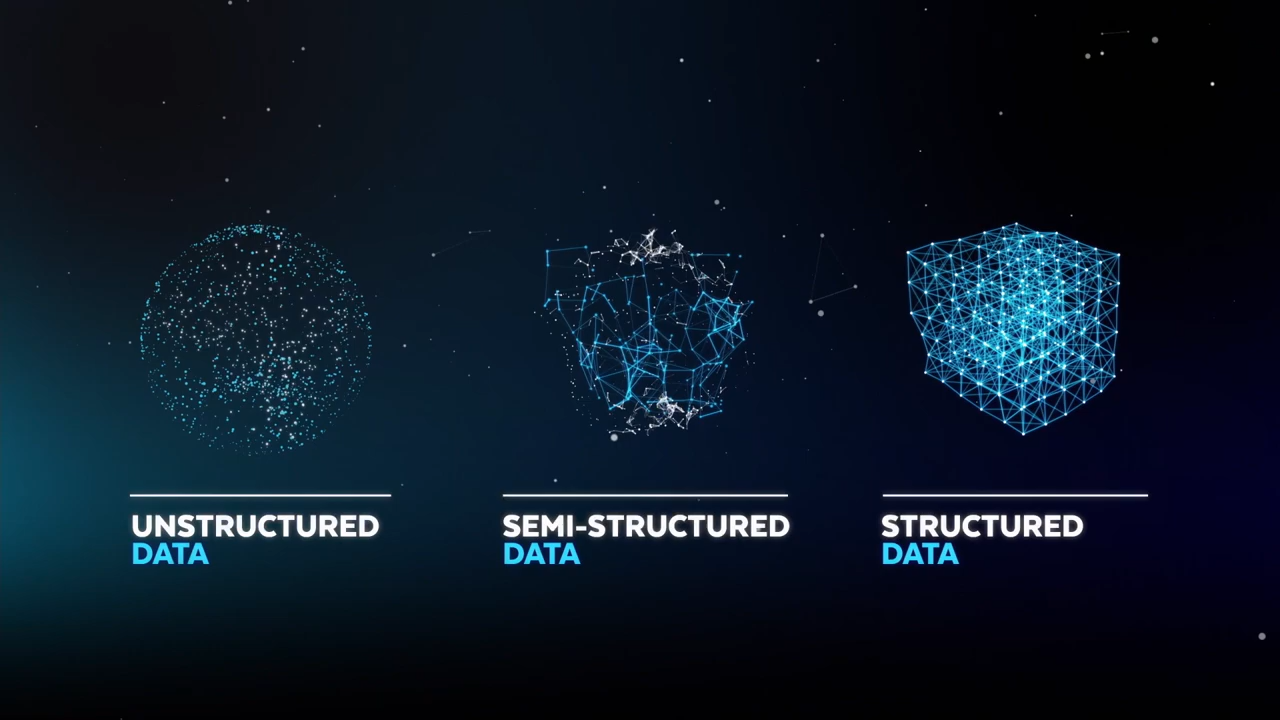 UNSTRUCTURED
DATA
SEMI-STRUCTURED
DATA
STRUCTURED
DATA